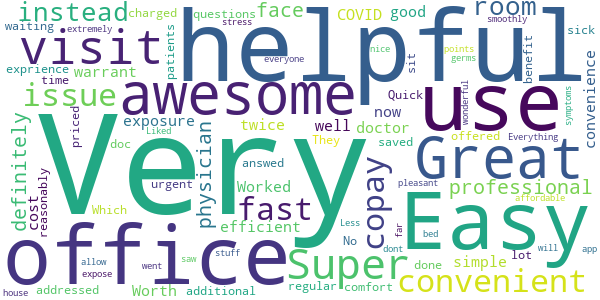 instead
charged
questions
face
COVID
good
room
smoothly
waiting
extremely
stress
patients
visit
helpful
everyone
nice
points
germs
sick
exprience
warrant
time
sit
benefit
convenience
issue
awesome
now
Quick
use
wonderful
symptoms
exposure
twice
well
doctor
offered
Everything
definitely
priced
Very
doc
Liked
physician
They
saved
answered
Great
cost
reasonably
urgent
Worked
copay
pleasant
professional
Which
fast
efficient
Easy
affordable
office
Super
No
Less
far
bed
dont
will
app
allow
went
saw
stuff
done
simple
lot
expose
house
addressed
Worth
additional
regular
comfort
convenient